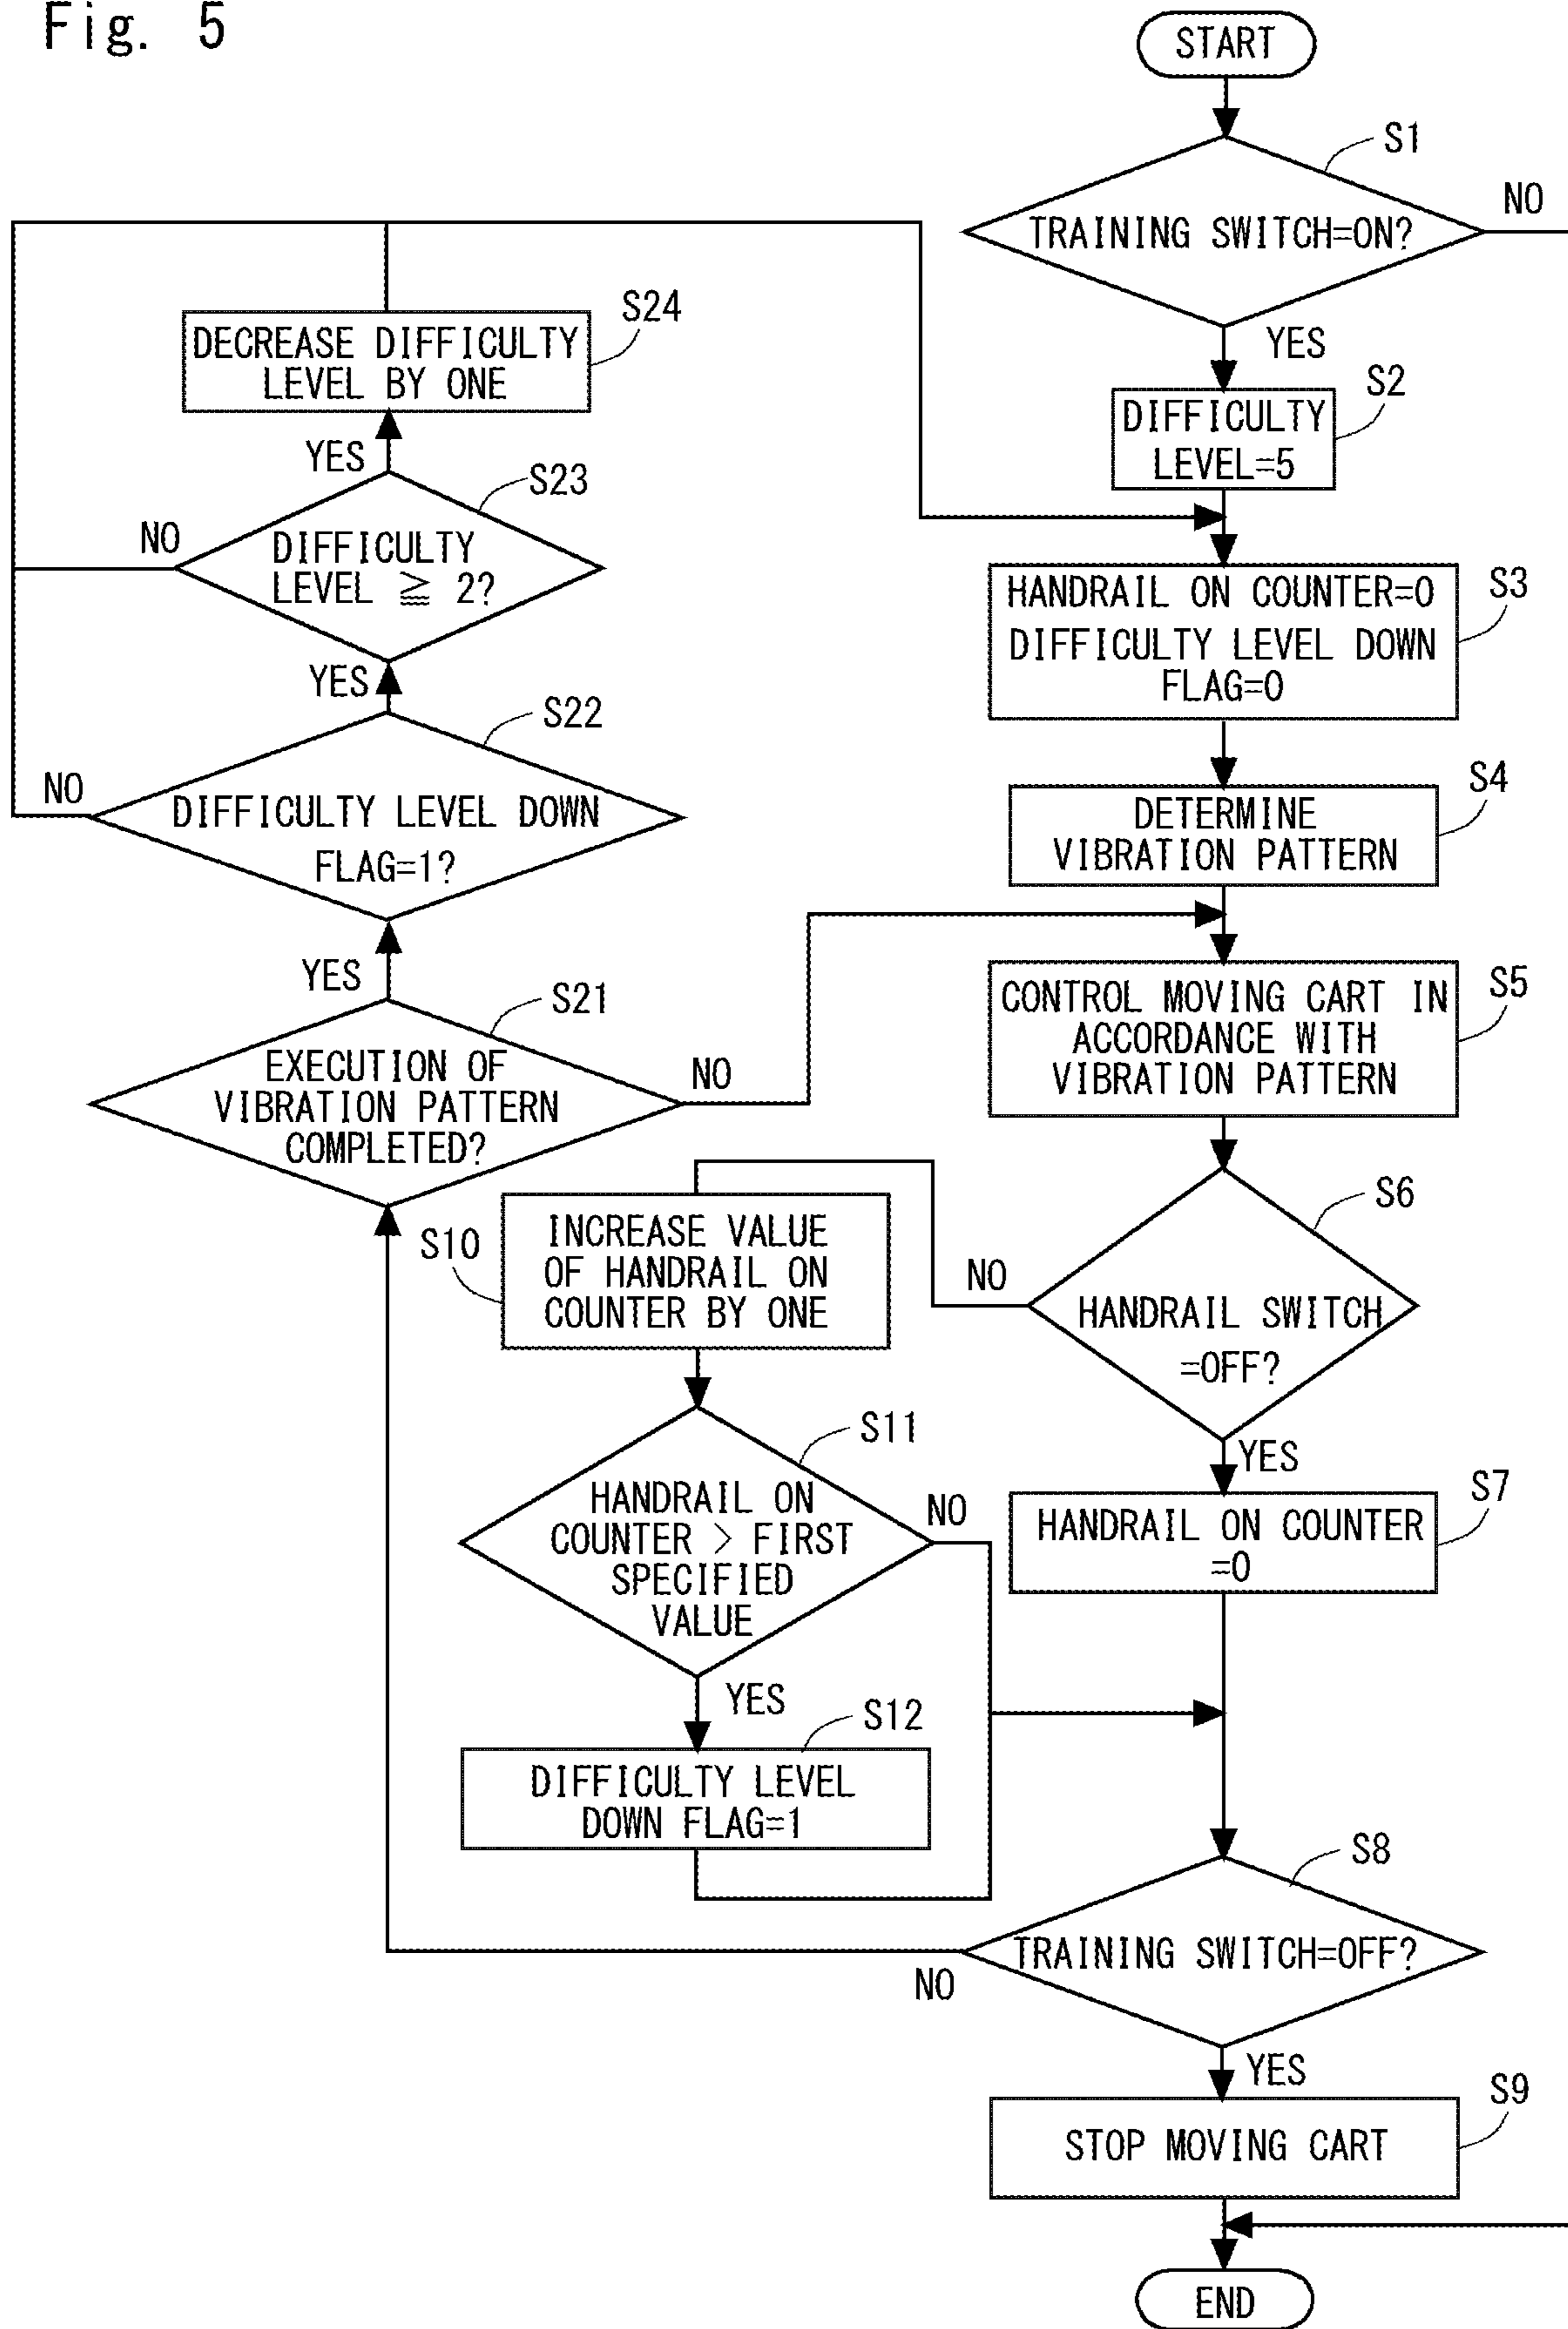 Fig. 5
START
S1
TRAINING SWITCH=ON?
NO
YES
S2
DIFFICULTY
LEVEL=5
S3
HANDRAIL ON COUNTER=0
DIFFICULTY LEVEL DOWN
FLAG=0
S4
DETERMINE
VIBRATION PATTERN
S5
CONTROL MOVING CART IN
ACCORDANCE WITH
VIBRATION PATTERN
S6
HANDRAIL SWITCH
=OFF?
NO
YES
S7
HANDRAIL ON COUNTER
=0
S10
INCREASE VALUE
OF HANDRAIL ON
COUNTER BY ONE
S11
HANDRAIL ON
COUNTER > FIRST
SPECIFIED
VALUE
NO
YES
S12
DIFFICULTY LEVEL
DOWN FLAG=1
S8
TRAINING SWITCH=OFF?
NO
YES
S9
STOP MOVING CART
END
S21
EXECUTION OF
VIBRATION PATTERN
COMPLETED?
NO
YES
S22
DIFFICULTY LEVEL DOWN
FLAG=1?
NO
YES
S23
DIFFICULTY
LEVEL ≧ 2?
NO
YES
S24
DECREASE DIFFICULTY
LEVEL BY ONE